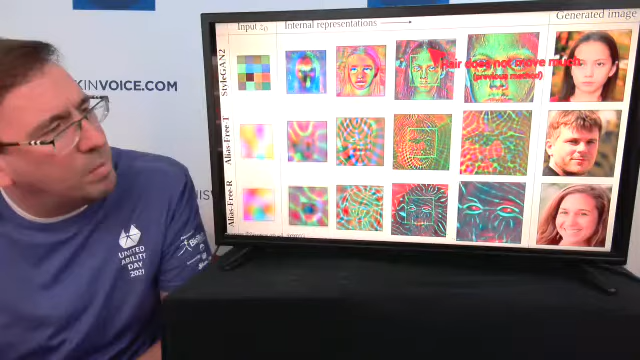 Input z₀
Internal representations
Generated image
KINVOICE.COM
StyleGAN2
Hair does not move much
(previous method)
Alias-Free-T
Alias-Free-R
UNITED
ABILITY
DAY
2021